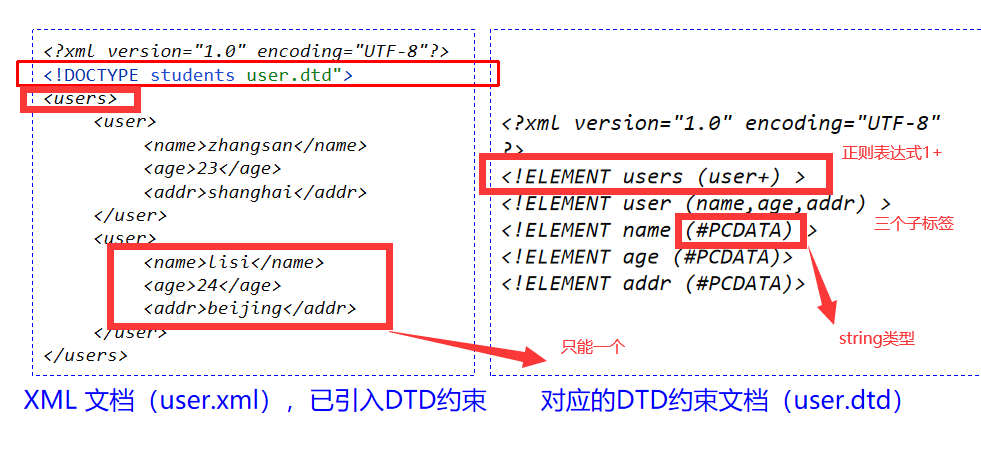 <?xml version="1.0" encoding="UTF-8"?>
<!DOCTYPE students user.dtd">
<users>
<user>
<name>zhangsan</name>
<age>23</age>
<addr>shanghai</addr>
</user>
<user>
<name>lisi</name>
<age>24</age>
<addr>beijing</addr>
</user>
</users>
只能一个
XML 文档（user.xml），已引入DTD约束
<?xml version="1.0" encoding="UTF-8"
?>
正则表达式1+
<!ELEMENT users (user+) >
<!ELEMENT user (name,age,addr) >
三个子标签
<!ELEMENT name (#PCDATA) >
<!ELEMENT age (#PCDATA)>
<!ELEMENT addr (#PCDATA)>
string类型
对应的DTD约束文档（user.dtd）